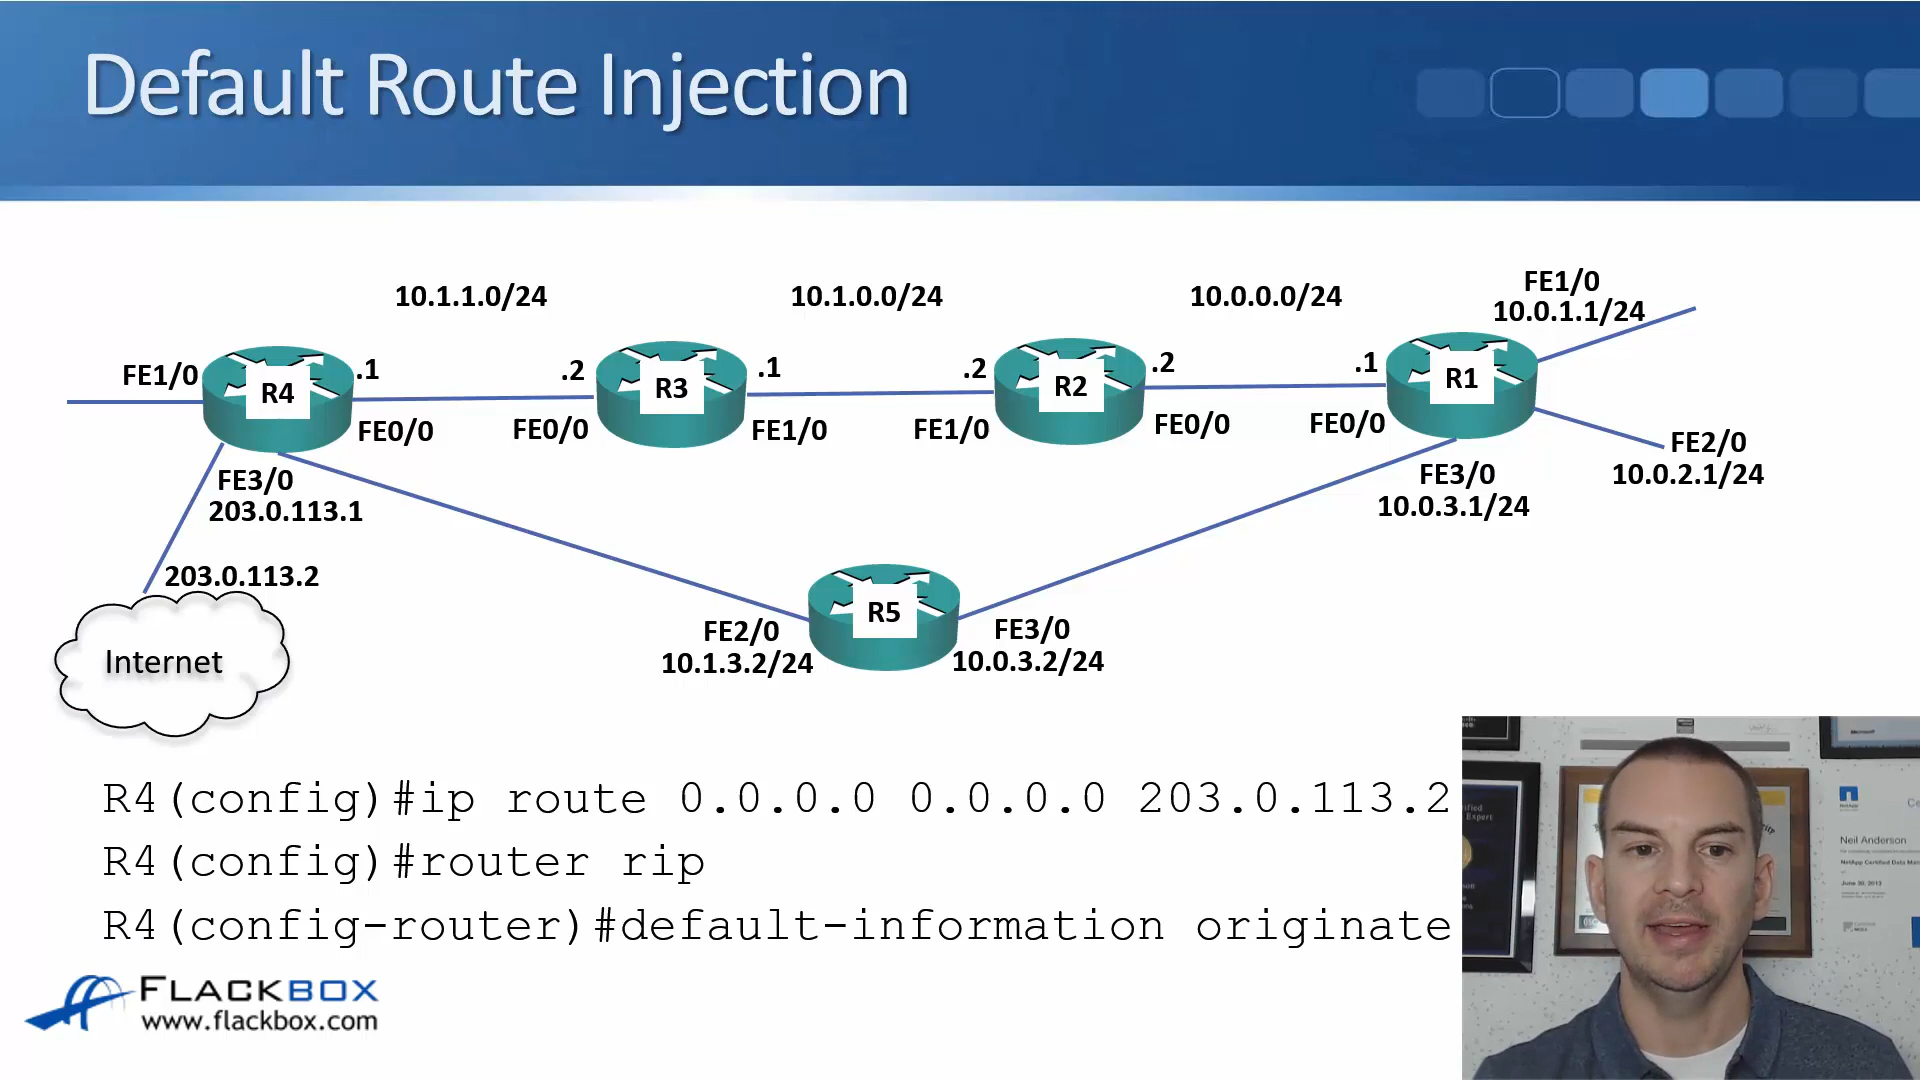 Default Route Injection
10.1.1.0/24
10.1.0.0/24
10.0.0.0/24
FE1/0
10.0.1.1/24
FE1/0
R4
.1
.2
R3
.1
.2
R2
.2
.1
R1
FE0/0
FE0/0
FE1/0
FE1/0
FE0/0
FE0/0
FE2/0
10.0.2.1/24
FE3/0
203.0.113.1
FE3/0
10.0.3.1/24
203.0.113.2
Internet
R5
FE2/0
10.1.3.2/24
FE3/0
10.0.3.2/24
R4(config)#ip route 0.0.0.0 0.0.0.0 203.0.113.2
R4(config)#router rip
R4(config-router)#default-information originate
FLACKBOX
www.flackbox.com
Neil Anderson
June 30, 2013